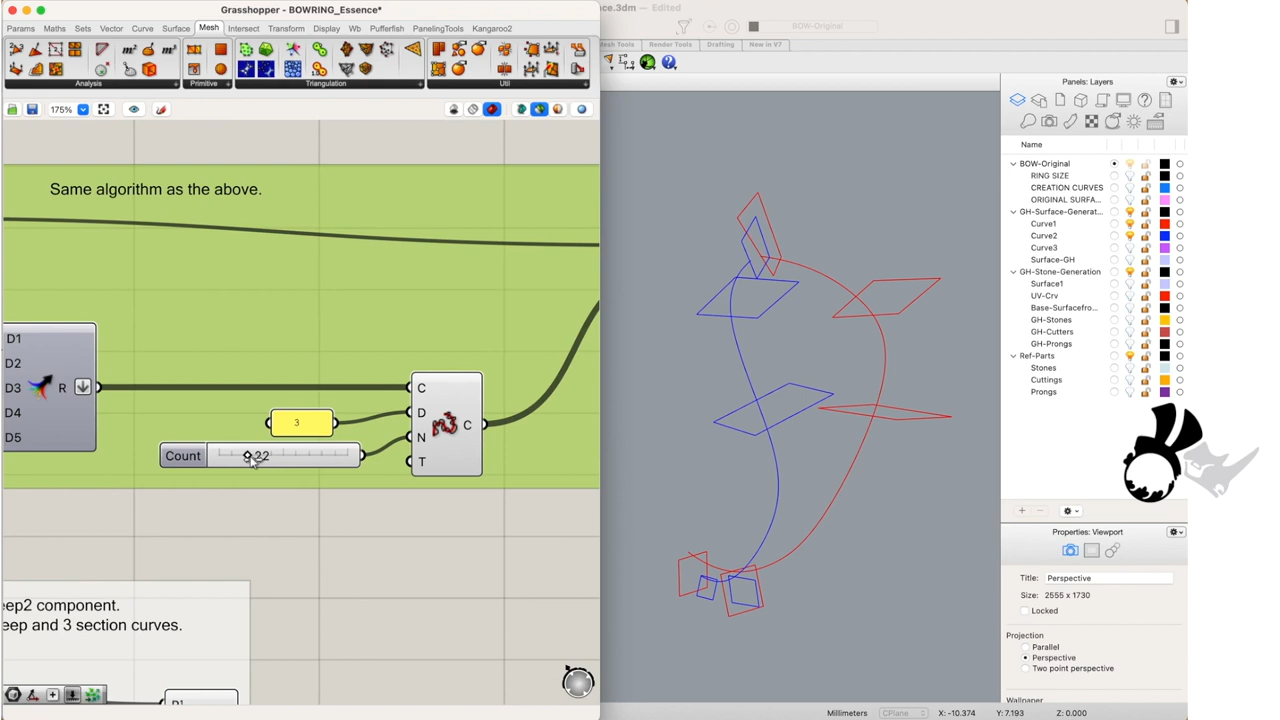 Grasshopper - BOWRING_Essence*
ce.3dm — Edited
BOW-Original
Params Maths Sets Vector Curve Surface Mesh Intersect Transform Display Wb Pufferfish PanelingTools Kangaroo2
Mesh Tools Render Tools Drafting New in V7
Analysis Primitive Triangulation Util
175%
Panels: Layers
Name
BOW-Original
RING SIZE
CREATION CURVES
ORIGINAL SURFA...
GH-Surface-Generat...
Curve1
Curve2
Curve3
Surface-GH
GH-Stone-Generation
Surface1
UV-Crv
Base-Surfacefro...
GH-Stones
GH-Cutters
GH-Prongs
Ref-Parts
Stones
Cuttings
Prongs
Same algorithm as the above.
D1
D2
D3 R
D4
D5
3
Count
C
D
N C
T
eep2 component.
eep and 3 section curves.
Properties: Viewport
Title: Perspective
Size: 2555 x 1730
Locked
Projection
Parallel
Perspective
Two point perspective
Wallpaper
Millimeters CPlane X: -10.374 Y: 7.193 Z: 0.000